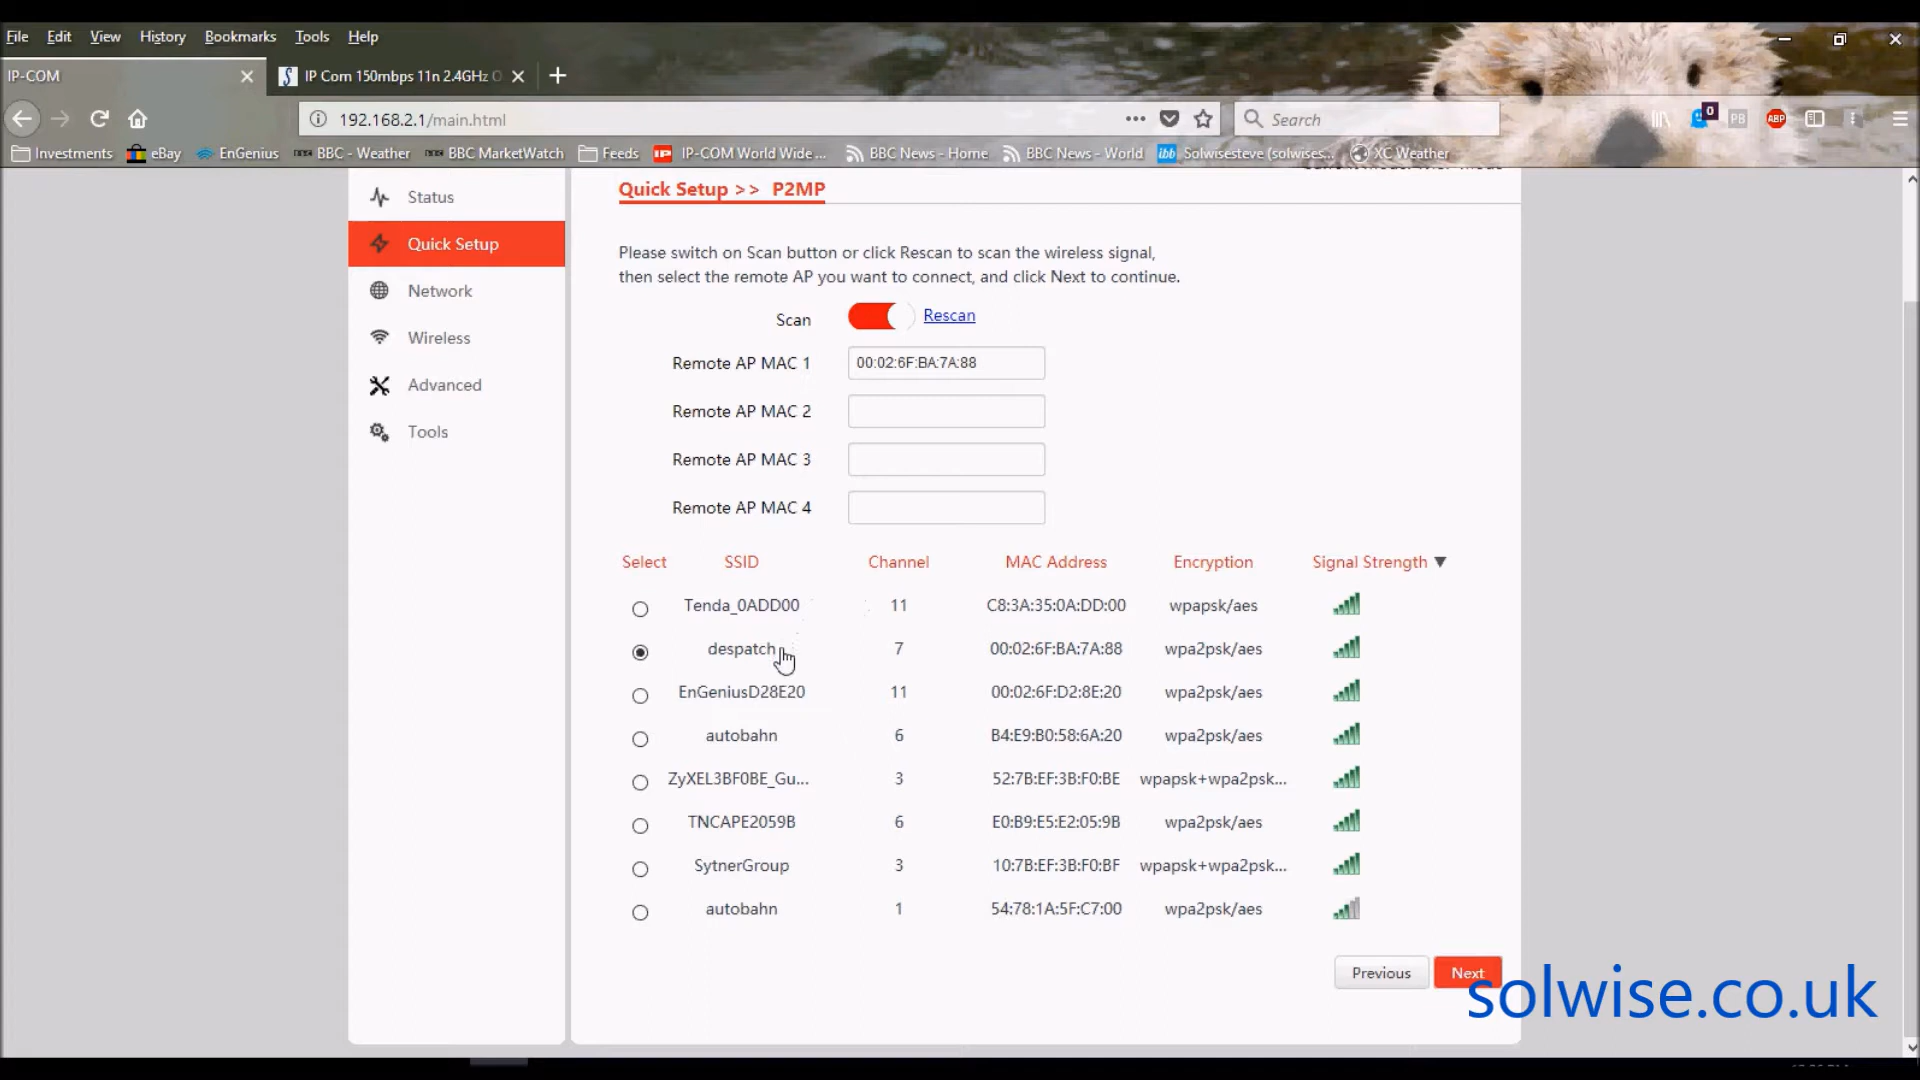 File Edit View History Bookmarks Tools Help
IP-COM
IP Com 150mbps 11n 2.4GHz O
192.168.2.1/main.html
Search
0
PB
ABP
Investments eBay EnGenius BBC - Weather BBC MarketWatch Feeds IP IP-COM World Wide ... BBC News - Home BBC News - World ibb Solwisesteve (solwises... XC Weather
Status
Quick Setup
Network
Wireless
Advanced
Tools
Quick Setup >> P2MP
Please switch on Scan button or click Rescan to scan the wireless signal,
then select the remote AP you want to connect, and click Next to continue.
Scan Rescan
Remote AP MAC 1 00:02:6F:BA:7A:88
Remote AP MAC 2
Remote AP MAC 3
Remote AP MAC 4
Select SSID Channel MAC Address Encryption Signal Strength ▼
Tenda_0ADD00 11 C8:3A:35:0A:DD:00 wpapsk/aes
despatch 7 00:02:6F:BA:7A:88 wpa2psk/aes
EnGeniusD28E20 11 00:02:6F:D2:8E:20 wpa2psk/aes
autobahn 6 B4:E9:B0:58:6A:20 wpa2psk/aes
ZyXEL3BF0BE_Gu... 3 52:7B:EF:3B:F0:BE wpapsk+wpa2psk...
TNCAPE2059B 6 E0:B9:E5:E2:05:9B wpa2psk/aes
SytnerGroup 3 10:7B:EF:3B:F0:BF wpapsk+wpa2psk...
autobahn 1 54:78:1A:5F:C7:00 wpa2psk/aes
Previous Next
solwise.co.uk